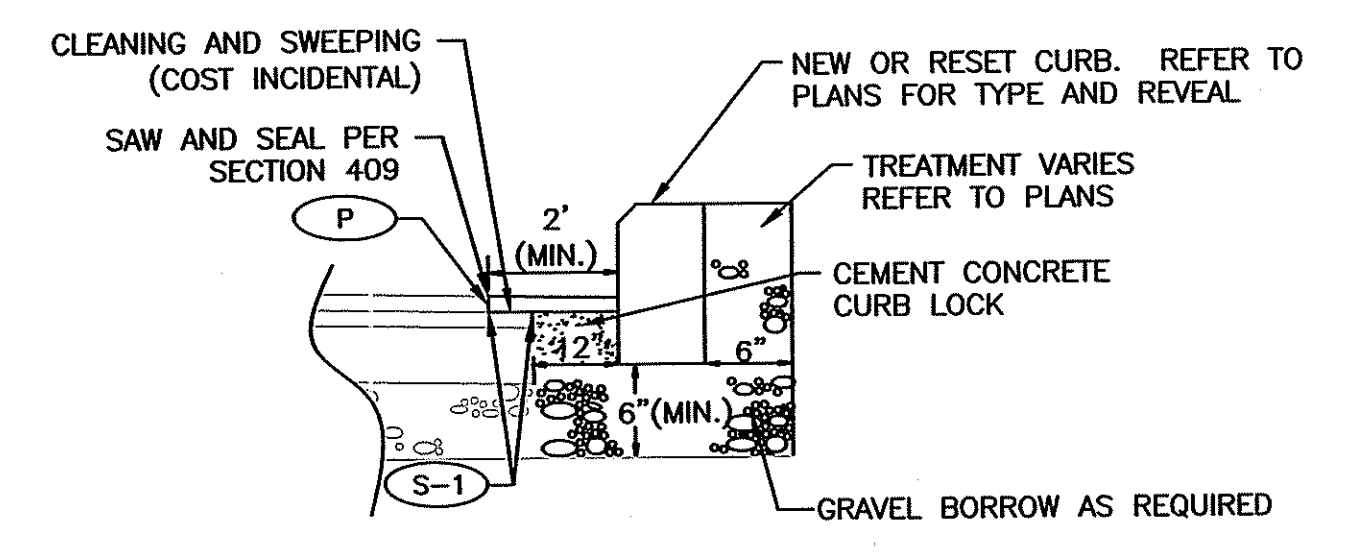 CLEANING AND SWEEPING
(COST INCIDENTAL)
SAW AND SEAL PER
SECTION 409
P
2'
(MIN.)
NEW OR RESET CURB. REFER TO
PLANS FOR TYPE AND REVEAL
TREATMENT VARIES
REFER TO PLANS
CEMENT CONCRETE
CURB LOCK
12"
6"
6"(MIN.)
S-1
GRAVEL BORROW AS REQUIRED